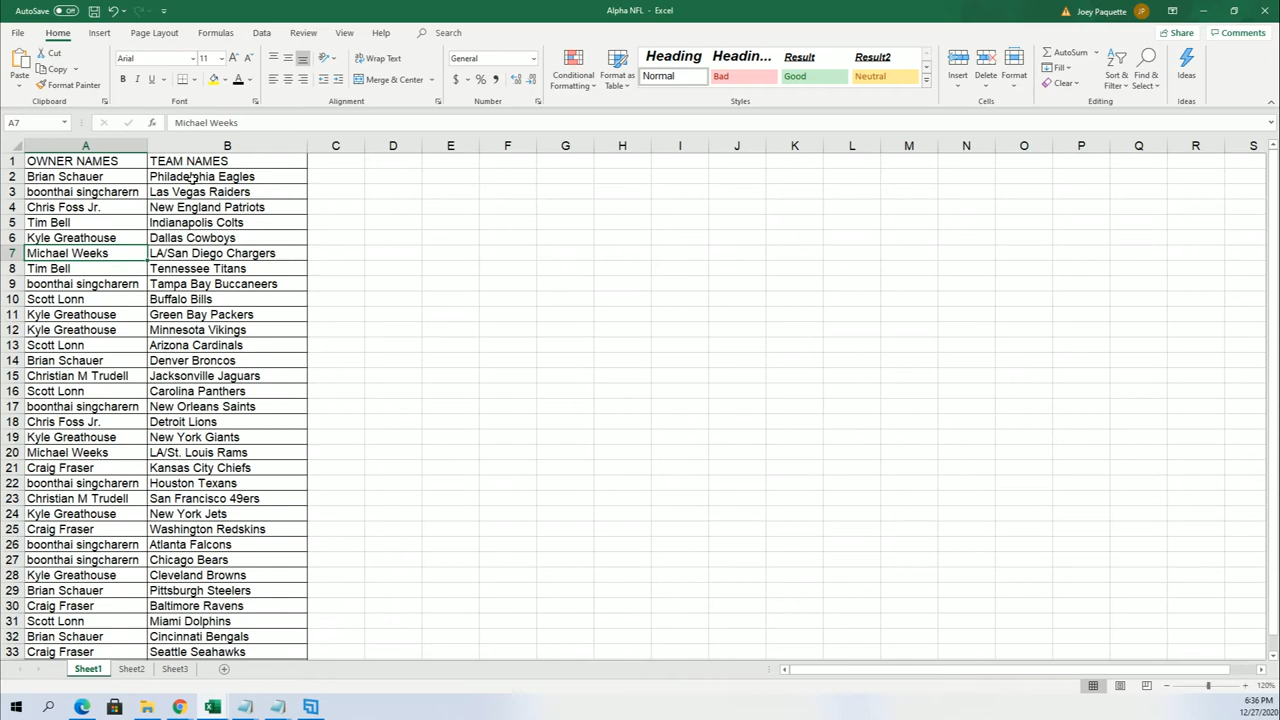 AutoSave Off Alpha NFL - Excel Joey Paquette JP
File Home Insert Page Layout Formulas Data Review View Help Search Share Comments
Paste Cut Copy Format Painter Clipboard
Arial 11 A A B I U A Font
ab Wrap Text Merge & Center Alignment
General $ % , Number
Conditional Formatting Format as Table
Heading Headin... Result Result2
Normal Bad Good Neutral
Styles
Insert Delete Format Cells
AutoSum Fill Clear Sort & Filter Find & Select Editing
Ideas Ideas
A7 fx Michael Weeks
A B C D E F G H I J K L M N O P Q R S
1 OWNER NAMES TEAM NAMES
2 Brian Schauer Philadelphia Eagles
3 boonthai singcharern Las Vegas Raiders
4 Chris Foss Jr. New England Patriots
5 Tim Bell Indianapolis Colts
6 Kyle Greathouse Dallas Cowboys
7 Michael Weeks LA/San Diego Chargers
8 Tim Bell Tennessee Titans
9 boonthai singcharern Tampa Bay Buccaneers
10 Scott Lonn Buffalo Bills
11 Kyle Greathouse Green Bay Packers
12 Kyle Greathouse Minnesota Vikings
13 Scott Lonn Arizona Cardinals
14 Brian Schauer Denver Broncos
15 Christian M Trudell Jacksonville Jaguars
16 Scott Lonn Carolina Panthers
17 boonthai singcharern New Orleans Saints
18 Chris Foss Jr. Detroit Lions
19 Kyle Greathouse New York Giants
20 Michael Weeks LA/St. Louis Rams
21 Craig Fraser Kansas City Chiefs
22 boonthai singcharern Houston Texans
23 Christian M Trudell San Francisco 49ers
24 Kyle Greathouse New York Jets
25 Craig Fraser Washington Redskins
26 boonthai singcharern Atlanta Falcons
27 boonthai singcharern Chicago Bears
28 Kyle Greathouse Cleveland Browns
29 Brian Schauer Pittsburgh Steelers
30 Craig Fraser Baltimore Ravens
31 Scott Lonn Miami Dolphins
32 Brian Schauer Cincinnati Bengals
33 Craig Fraser Seattle Seahawks
Sheet1 Sheet2 Sheet3
120%
6:36 PM
12/27/2020